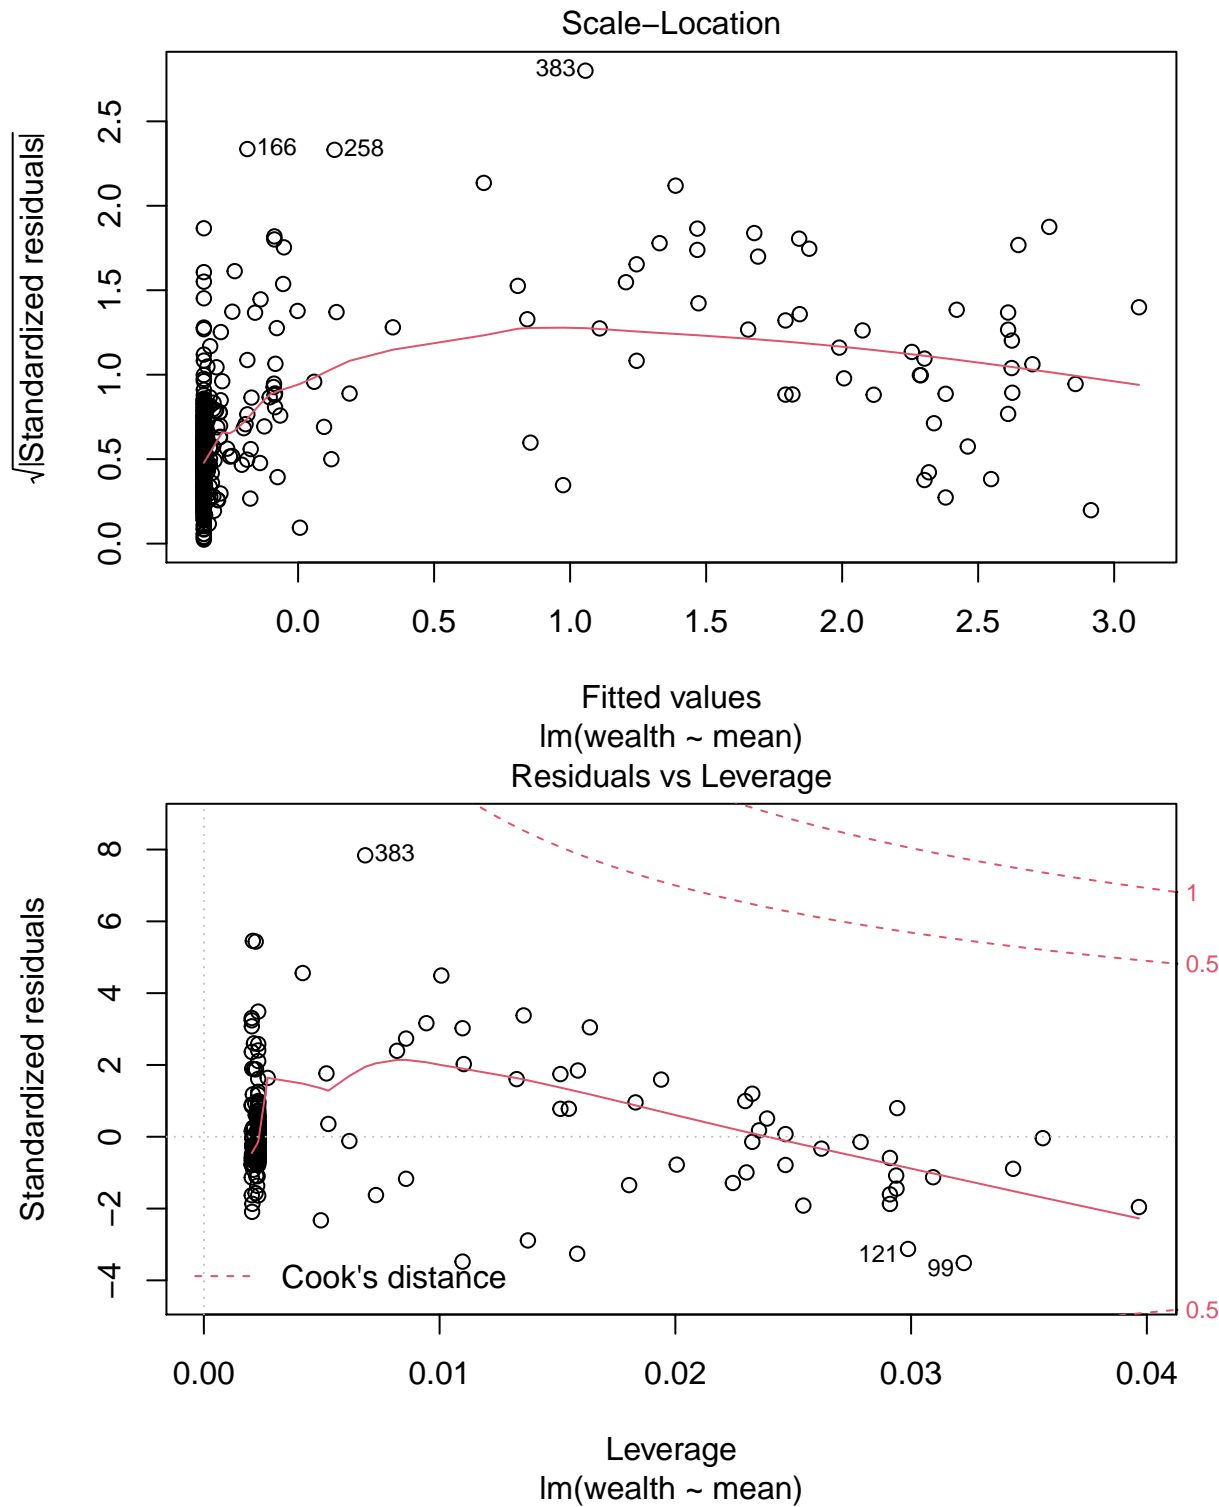 Scale−Location
√|Standardized residuals|
0.0 0.5 1.0 1.5 2.0 2.5
383
166
258
0.0 0.5 1.0 1.5 2.0 2.5 3.0
Fitted values
lm(wealth ~ mean)
Residuals vs Leverage
Standardized residuals
−4 −2 0 2 4 6 8
383
1
0.5
121
99
Cook's distance
0.5
0.00 0.01 0.02 0.03 0.04
Leverage
lm(wealth ~ mean)